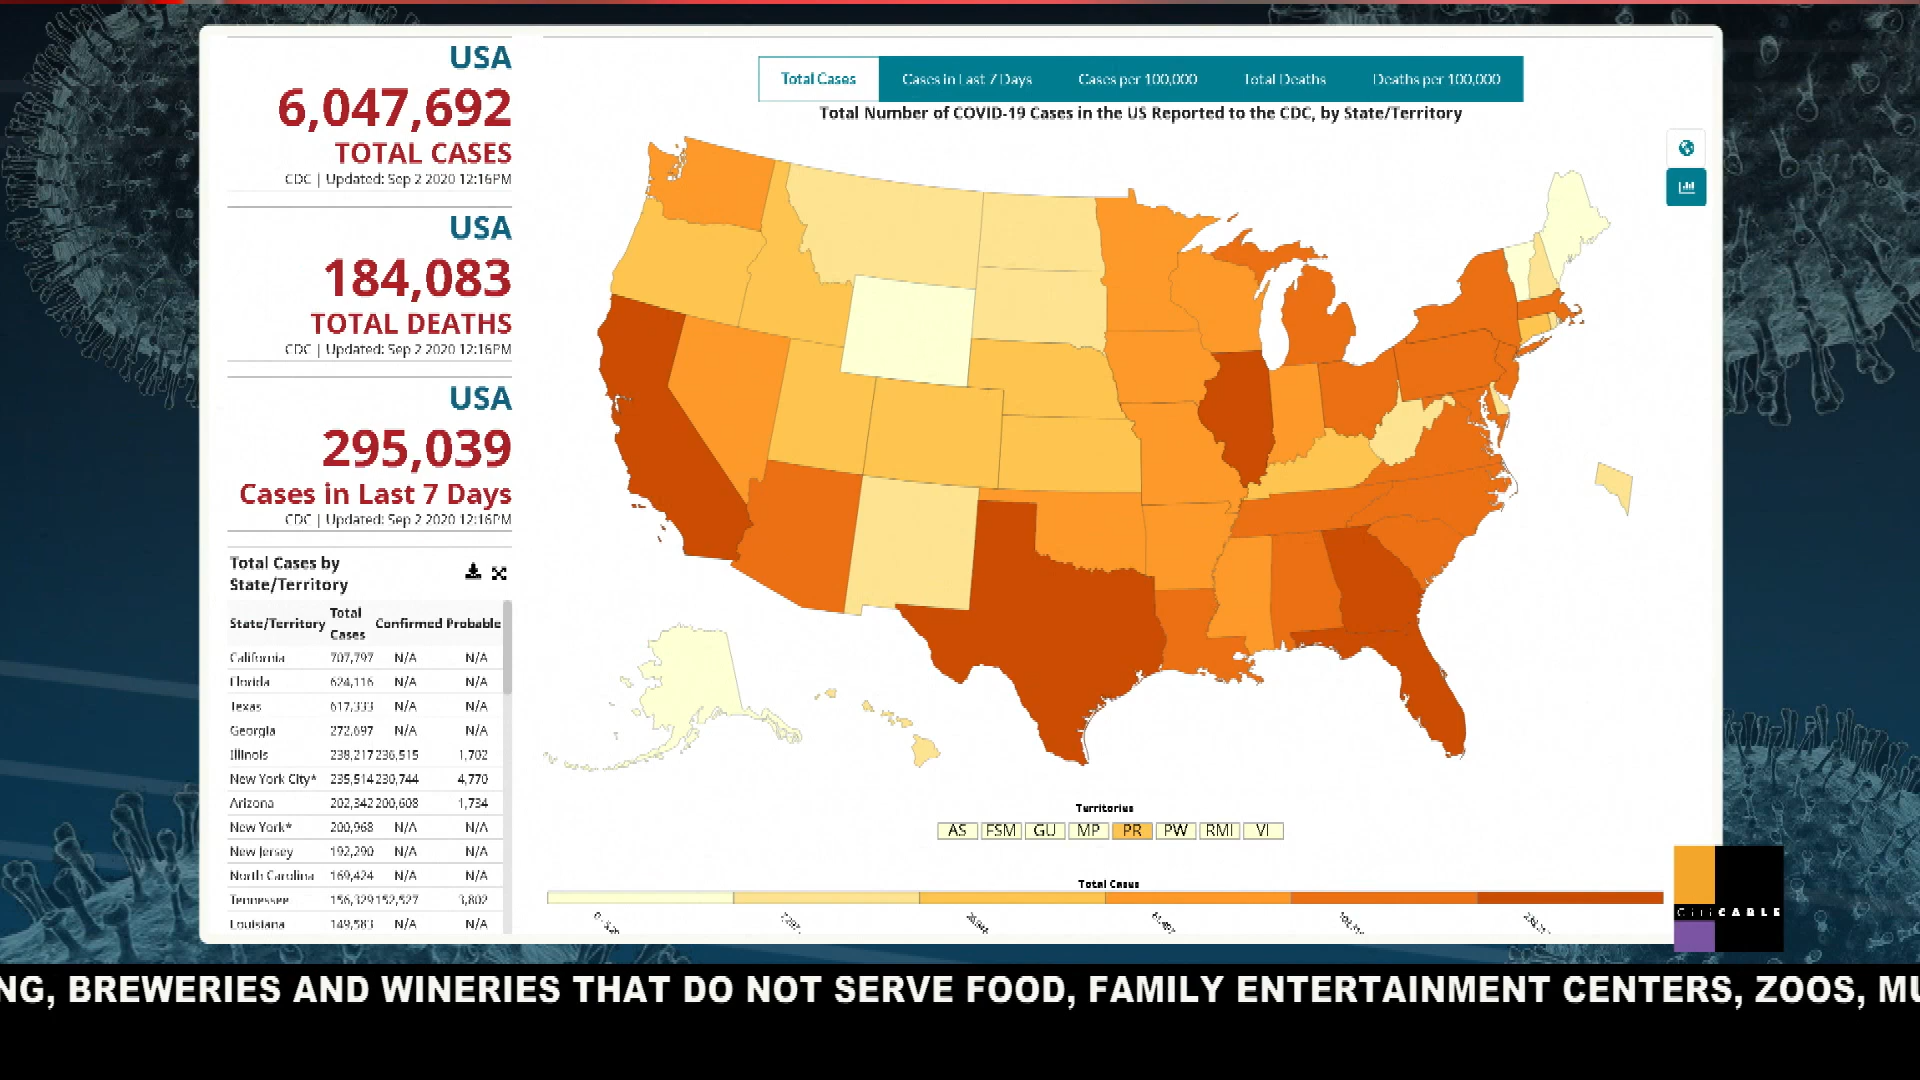 USA
6,047,692
TOTAL CASES
CDC | Updated: Sep 2 2020 12:16PM
USA
184,083
TOTAL DEATHS
CDC | Updated: Sep 2 2020 12:16PM
USA
295,039
Cases in Last 7 Days
CDC | Updated: Sep 2 2020 12:16PM
Total Cases by
State/Territory
State/Territory Total Cases Confirmed Probable
California 707,797 N/A N/A
Florida 624,116 N/A N/A
Texas 617,333 N/A N/A
Georgia 272,697 N/A N/A
Illinois 238,217 236,515 1,702
New York City* 235,514 230,744 4,770
Arizona 202,342 200,608 1,734
New York* 200,968 N/A N/A
New Jersey 192,290 N/A N/A
North Carolina 169,424 N/A N/A
Tennessee 156,329 152,527 3,802
Louisiana 149,583 N/A N/A
Total Cases Cases in Last 7 Days Cases per 100,000 Total Deaths Deaths per 100,000
Total Number of COVID-19 Cases in the US Reported to the CDC, by State/Territory
Territories
AS FSM GU MP PR PW RMI VI
Total Cases
CABLE
NG, BREWERIES AND WINERIES THAT DO NOT SERVE FOOD, FAMILY ENTERTAINMENT CENTERS, ZOOS, MU